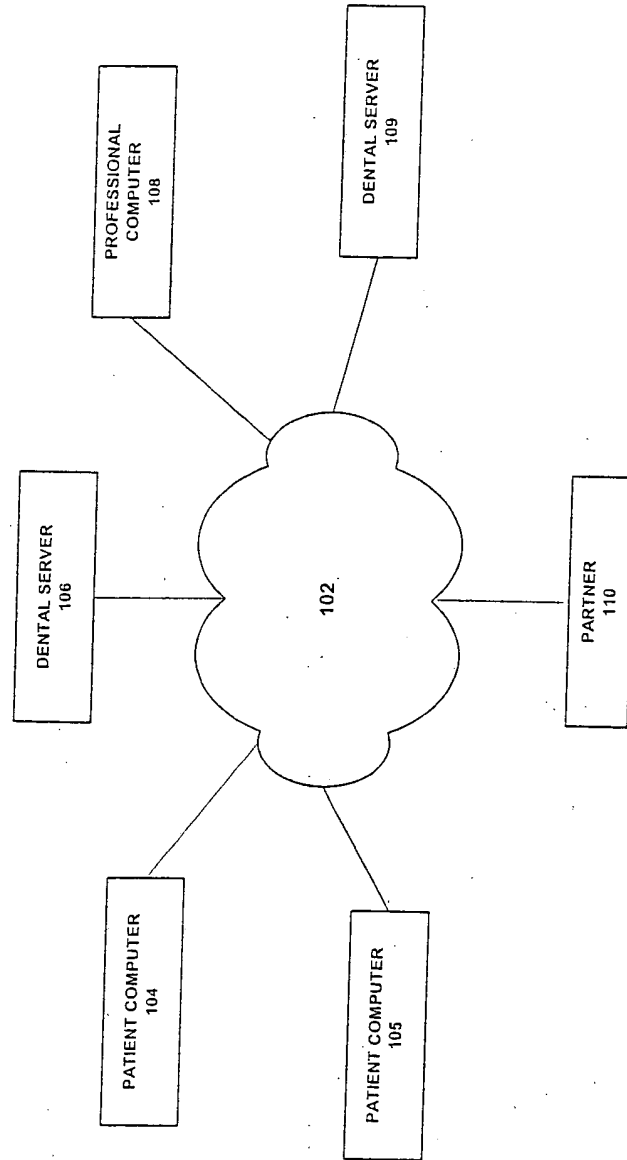 DENTAL SERVER
106
PROFESSIONAL
COMPUTER
108
PATIENT COMPUTER
104
102
PATIENT COMPUTER
105
DENTAL SERVER
109
PARTNER
110